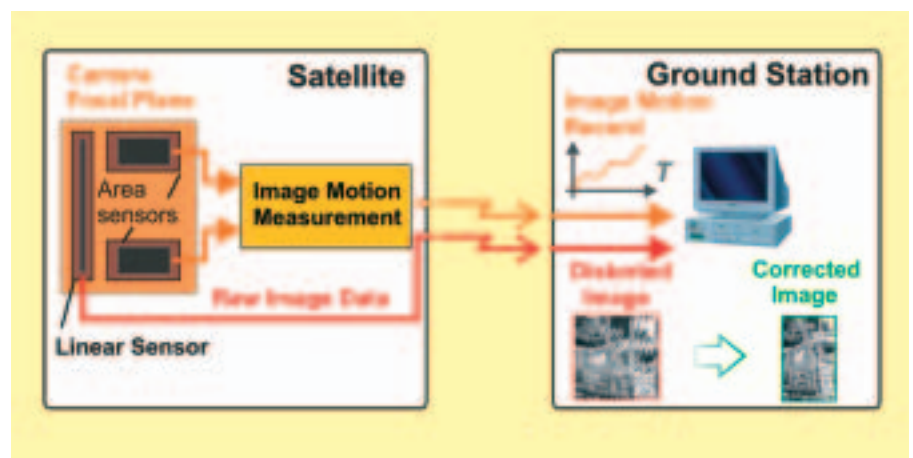 Satellite
Camera
Focal Plane
Area
sensors
Image Motion
Measurement
Raw Image Data
Linear Sensor
Ground Station
Image Motion
Record
T
Distorted
Image
Corrected
Image